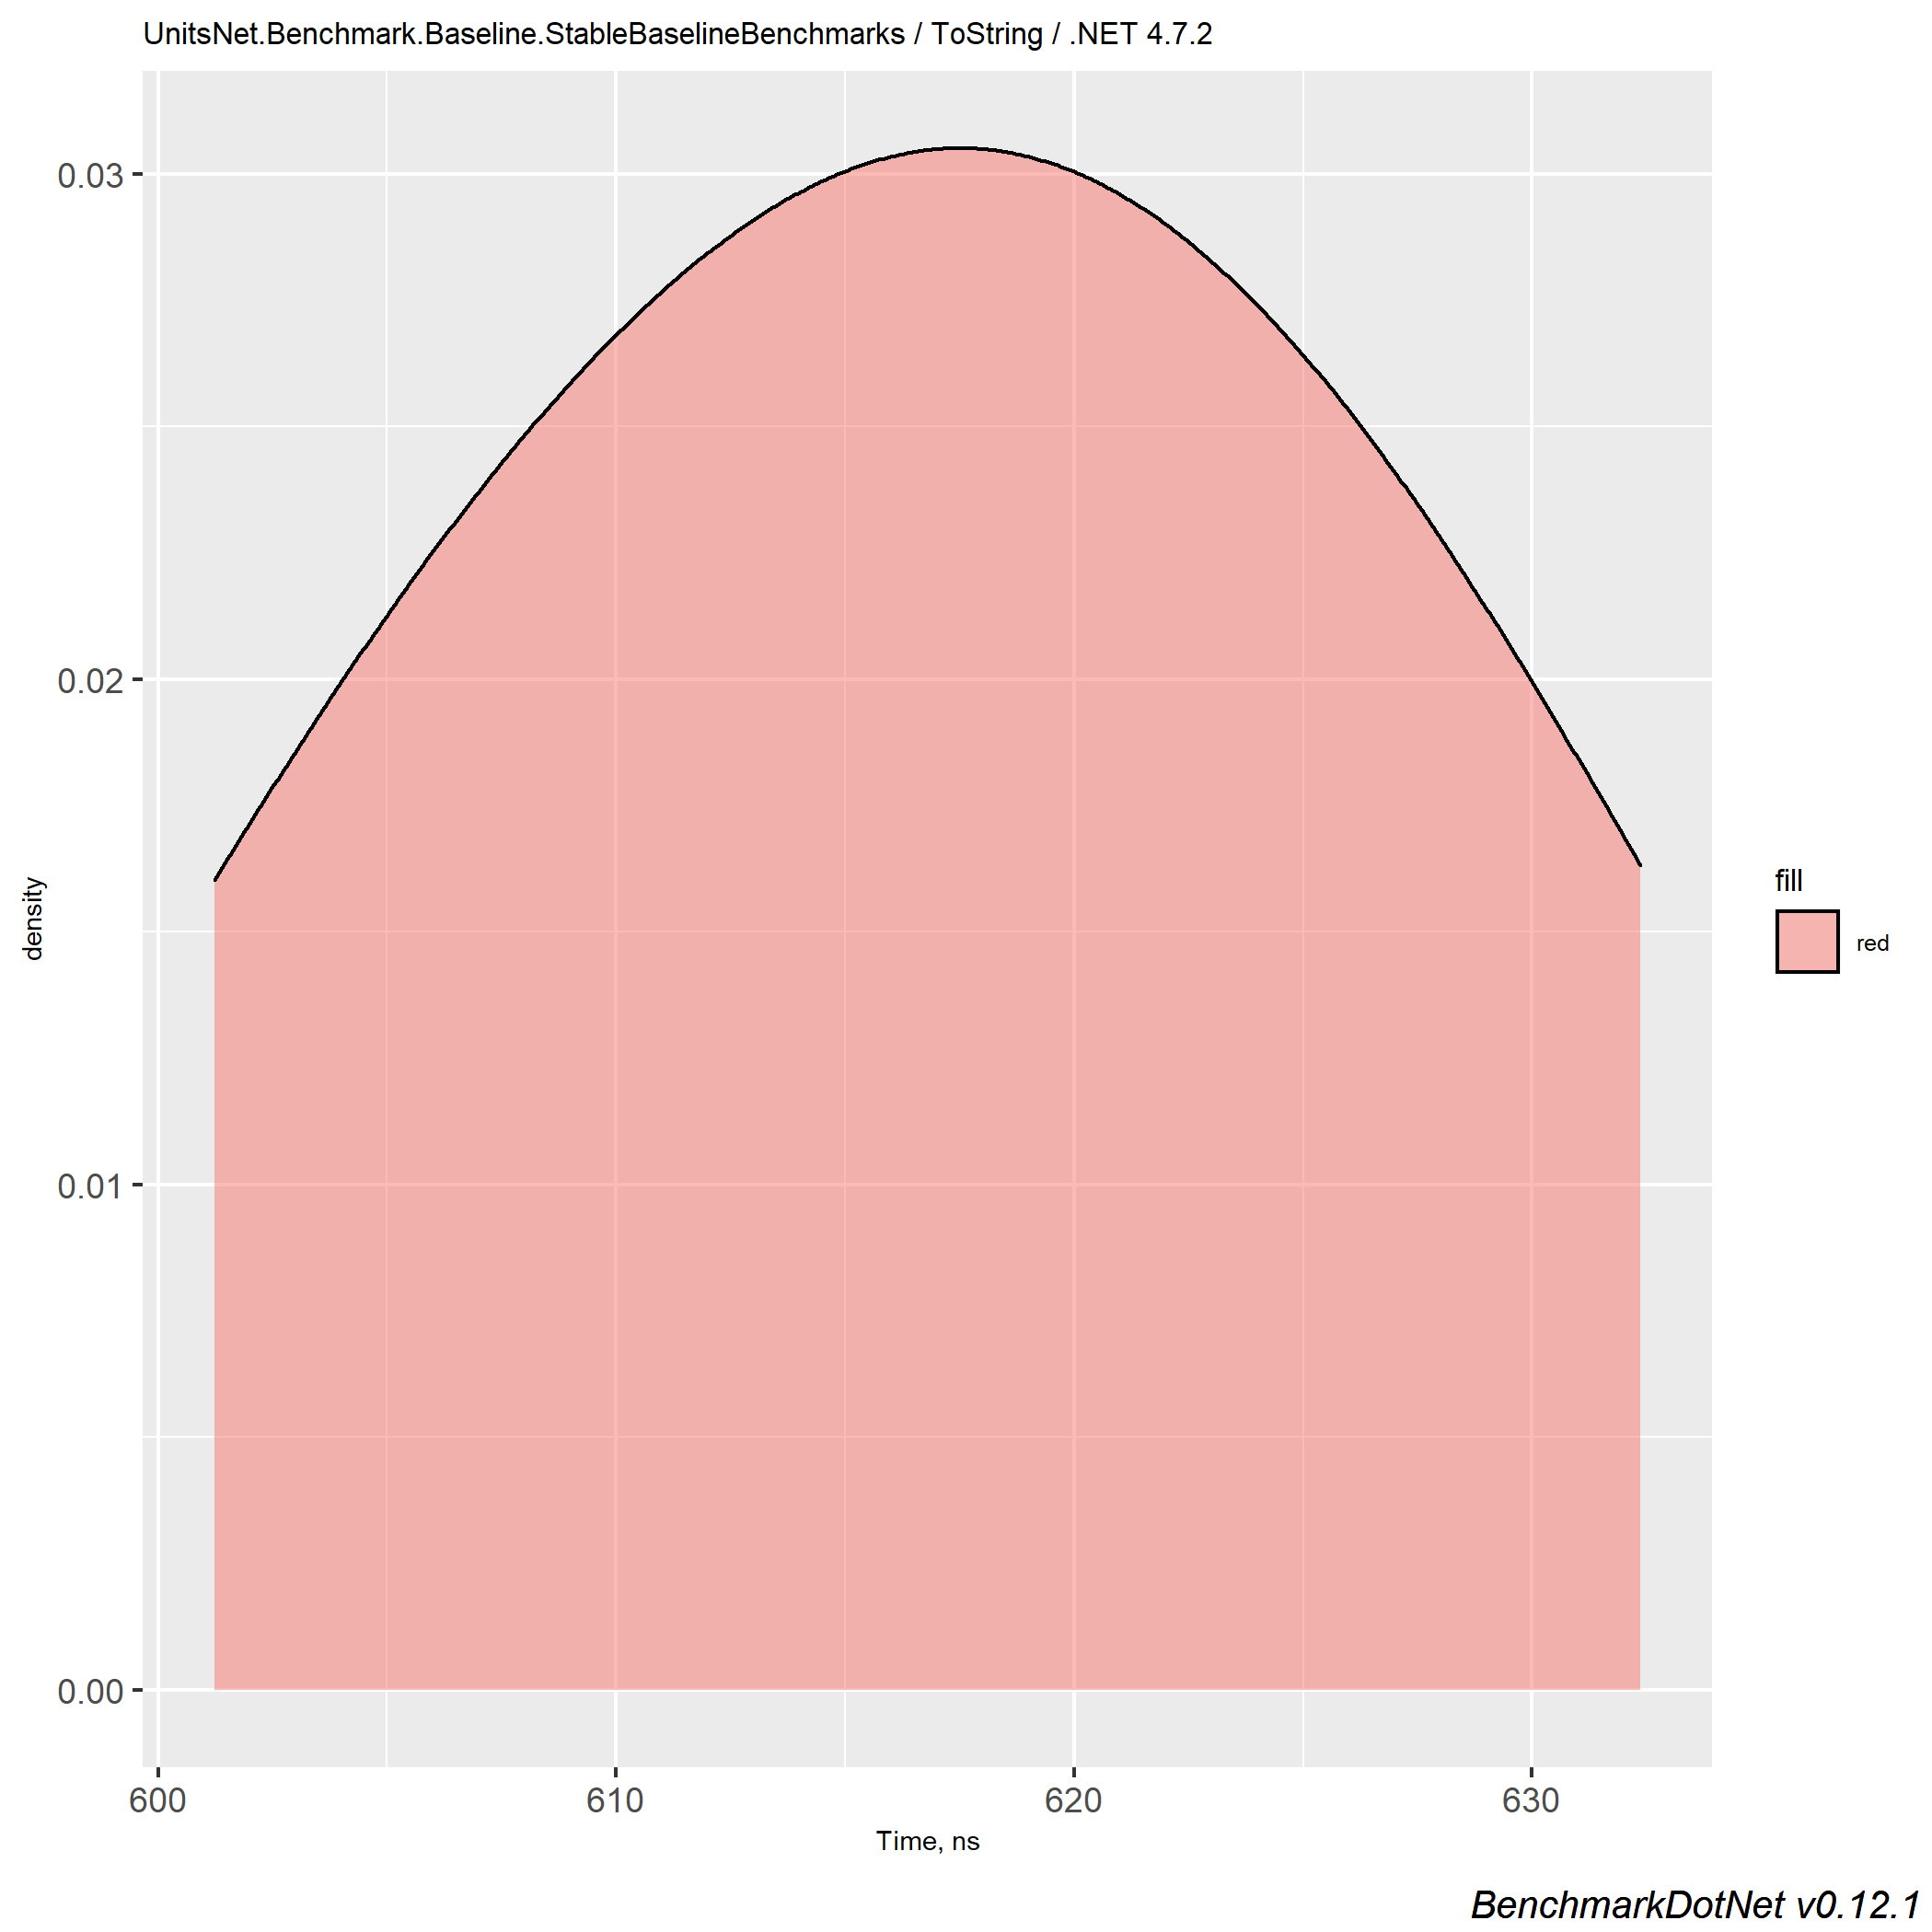 UnitsNet.Benchmark.Baseline.StableBaselineBenchmarks / ToString / .NET 4.7.2
0.03
0.02
0.01
0.00
density
600 610 620 630
Time, ns
fill
red
BenchmarkDotNet v0.12.1